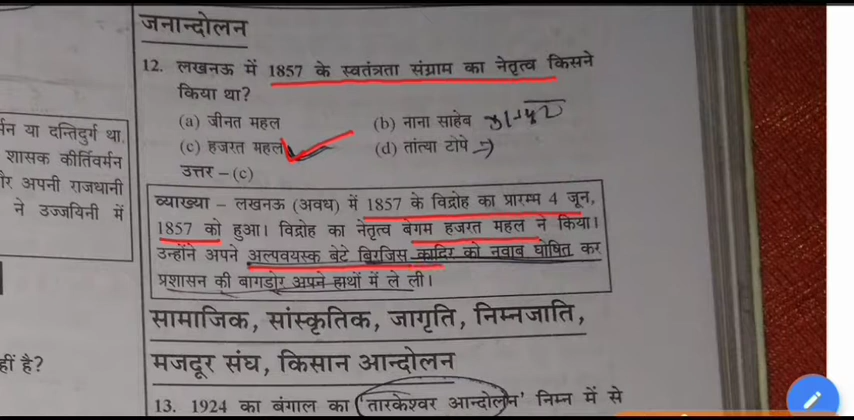 जनान्दोलन
12. लखनऊ में 1857 के स्वतंत्रता संग्राम का नेतृत्व किसने
किया था?
(a) जीनत महल (b) नाना साहेब
(c) हजरत महल (d) तांत्या टोपे
उत्तर –(c)
व्याख्या – लखनऊ (अवध) में 1857 के विद्रोह का प्रारम्भ 4 जून,
1857 को हुआ। विद्रोह का नेतृत्व बेगम हजरत महल ने किया।
उन्होंने अपने अल्पवयस्क बेटे बिरजिस कादिर को नवाब घोषित कर
प्रशासन की बागडोर अपने हाथों में ले ली।
सामाजिक, सांस्कृतिक, जागृति, निम्नजाति,
मजदूर संघ, किसान आन्दोलन
13. 1924 का बंगाल का 'तारकेश्वर आन्दोलन' निम्न में से
या दन्तिदुर्ग था,
शासक कीर्तिवर्मन
अपनी राजधानी
ने उज्जयिनी में
है?